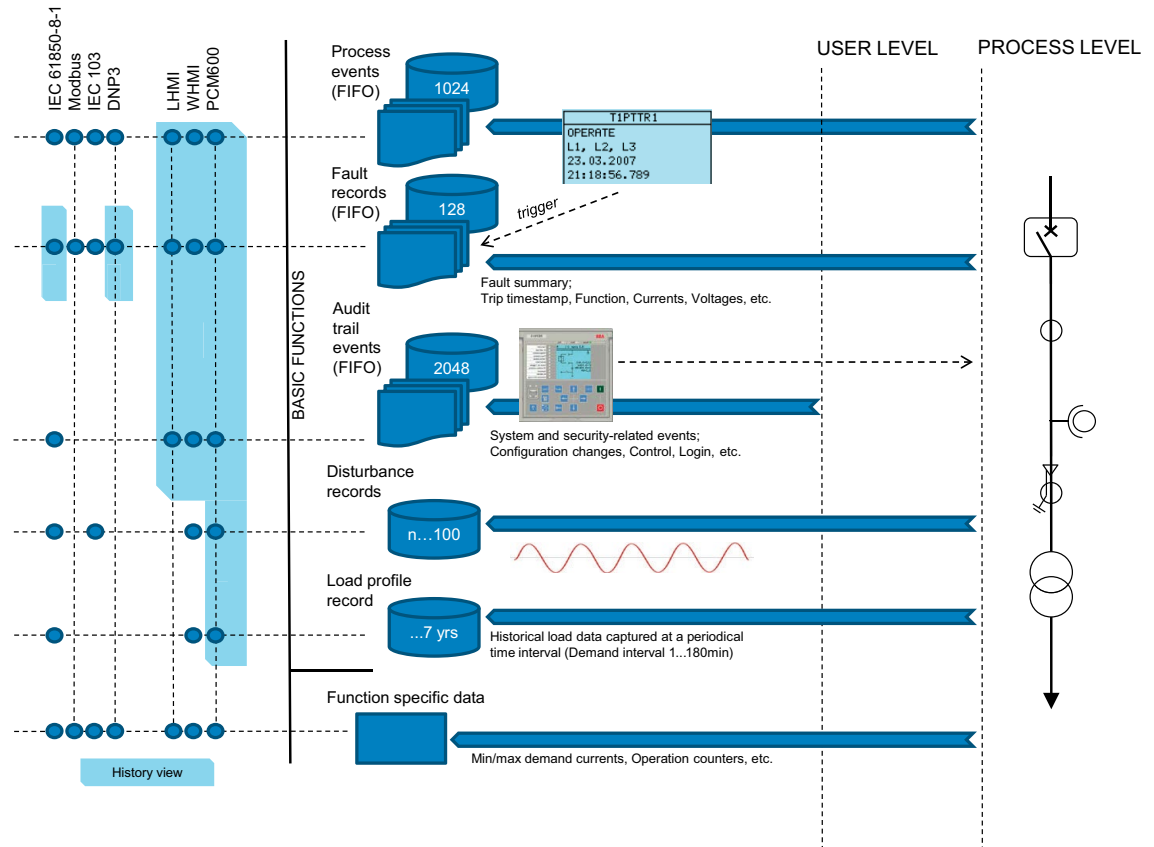 IEC 61850-8-1
Modbus
IEC 103
DNP3
LHMI
WHMI
PCM600
BASIC FUNCTIONS
USER LEVEL
PROCESS LEVEL
Process
events
(FIFO)
1024
T1PTTR1
OPERATE
L1, L2, L3
23.03.2007
21:18:56.789
Fault
records
(FIFO)
128
trigger
Fault summary;
Trip timestamp, Function, Currents, Voltages, etc.
Audit
trail
events
(FIFO)
2048
System and security-related events;
Configuration changes, Control, Login, etc.
Disturbance
records
n...100
Load profile
record
...7 yrs
Historical load data captured at a periodical
time interval (Demand interval 1...180min)
Function specific data
Min/max demand currents, Operation counters, etc.
History view